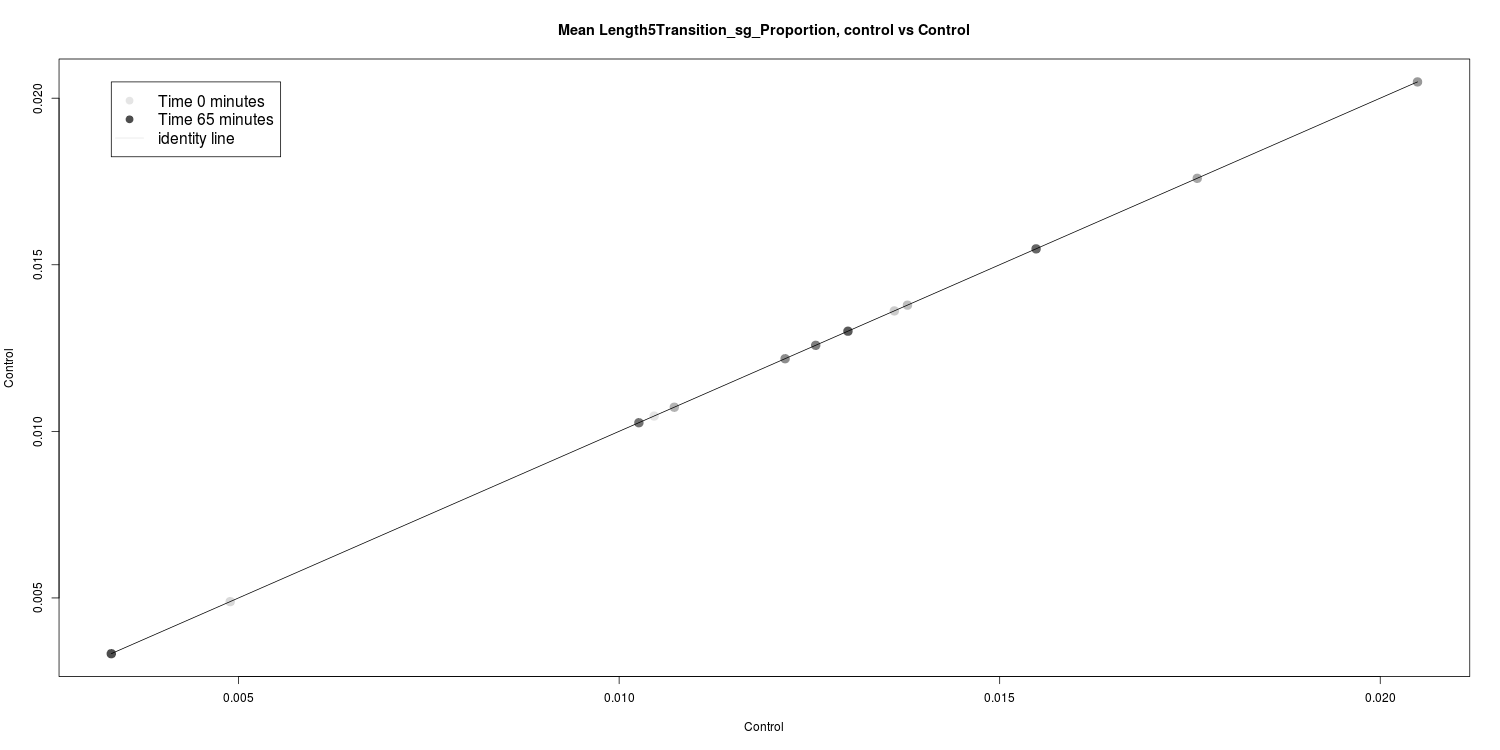 Mean Length5Transition_sg_Proportion, control vs Control
Time 0 minutes
Time 65 minutes
identity line
0.020
0.015
0.010
0.005
Control
0.005
0.010
0.015
0.020
Control